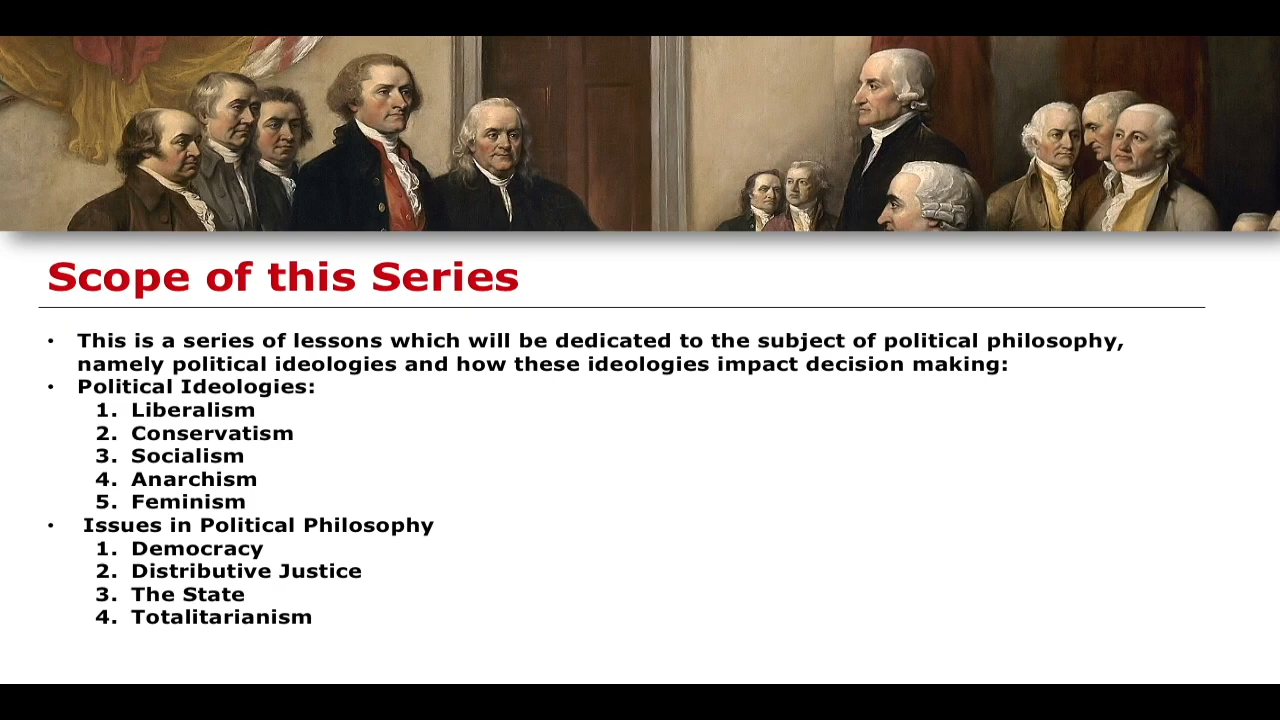 Scope of this Series
• This is a series of lessons which will be dedicated to the subject of political philosophy,
namely political ideologies and how these ideologies impact decision making:
• Political Ideologies:
1. Liberalism
2. Conservatism
3. Socialism
4. Anarchism
5. Feminism
• Issues in Political Philosophy
1. Democracy
2. Distributive Justice
3. The State
4. Totalitarianism